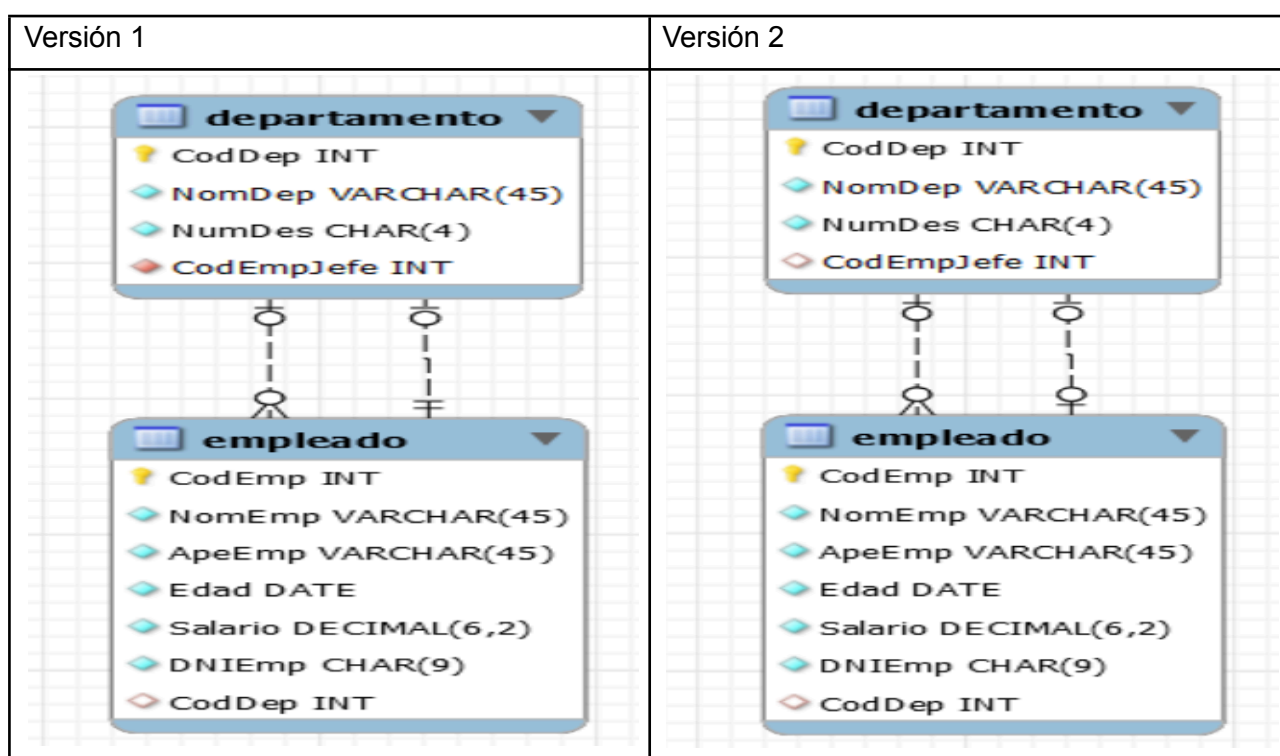 Versión 1
Versión 2
departamento
CodDep INT
NomDep VARCHAR(45)
NumDes CHAR(4)
CodEmpJefe INT
empleado
CodEmp INT
NomEmp VARCHAR(45)
ApeEmp VARCHAR(45)
Edad DATE
Salario DECIMAL(6,2)
DNIEmp CHAR(9)
CodDep INT
departamento
CodDep INT
NomDep VARCHAR(45)
NumDes CHAR(4)
CodEmpJefe INT
empleado
CodEmp INT
NomEmp VARCHAR(45)
ApeEmp VARCHAR(45)
Edad DATE
Salario DECIMAL(6,2)
DNIEmp CHAR(9)
CodDep INT